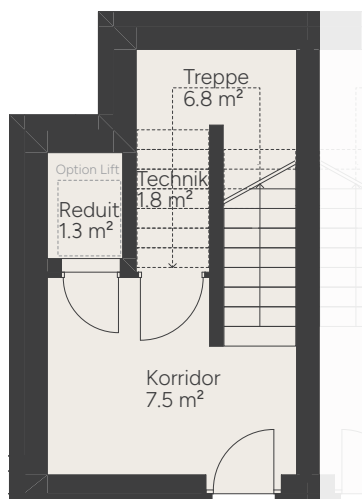 Treppe
6.8 m²
Option Lift
Technik
1.8 m²
Reduit
1.3 m²
Korridor
7.5 m²